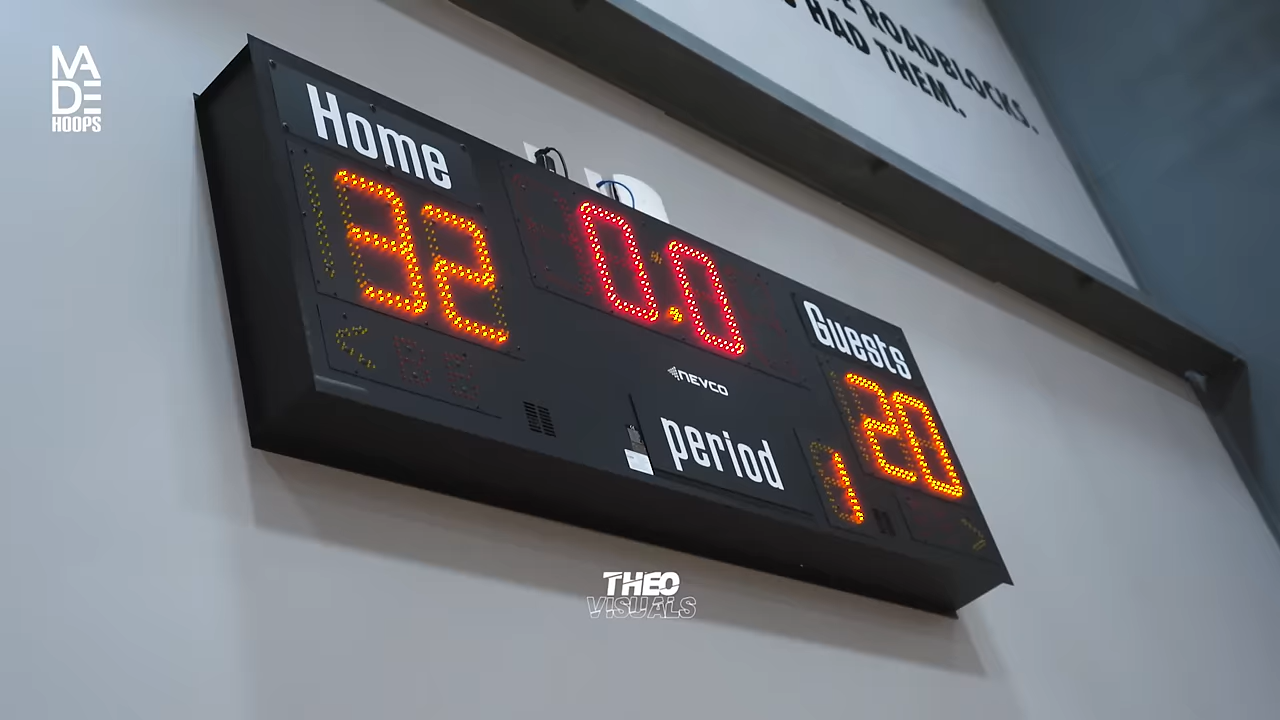 MA
DE
HOOPS
ROADBLOCKS.
HAD THEM.
Home
32
0.0
Guests
20
NEVCO
period
1
THEO
VISUALS